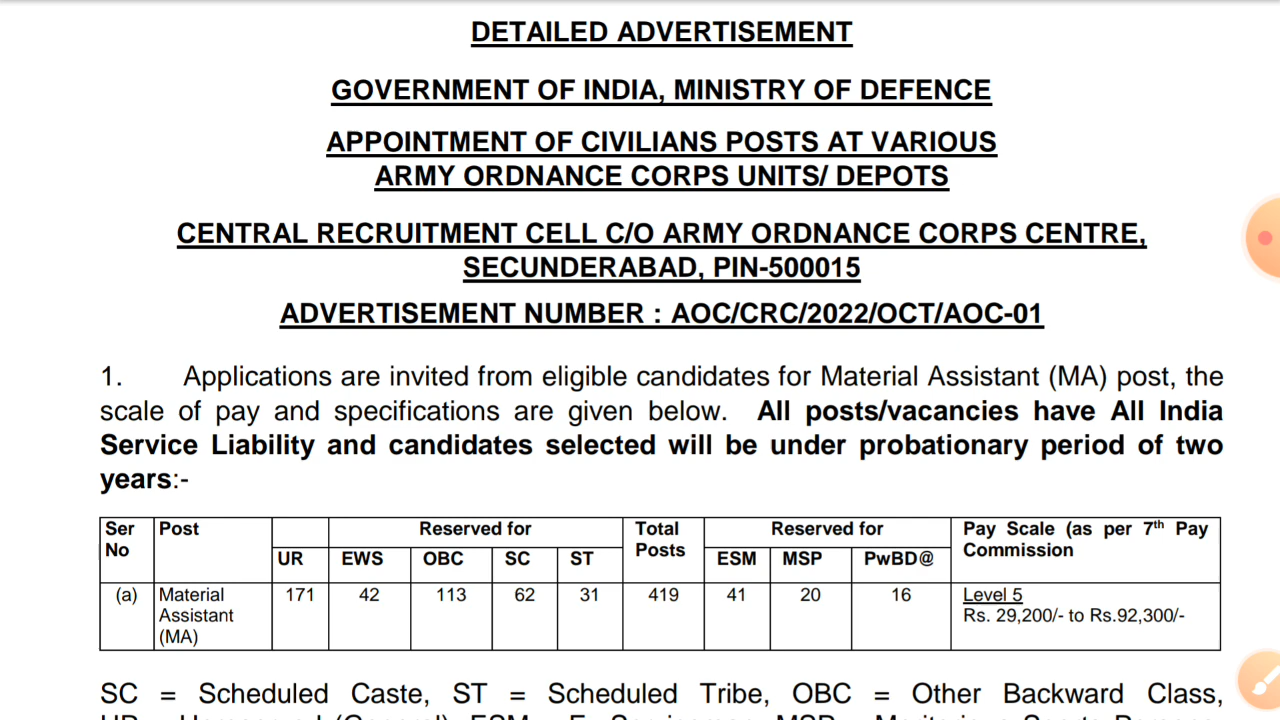 DETAILED ADVERTISEMENT
GOVERNMENT OF INDIA, MINISTRY OF DEFENCE
APPOINTMENT OF CIVILIANS POSTS AT VARIOUS
ARMY ORDNANCE CORPS UNITS/ DEPOTS
CENTRAL RECRUITMENT CELL C/O ARMY ORDNANCE CORPS CENTRE,
SECUNDERABAD, PIN-500015
ADVERTISEMENT NUMBER : AOC/CRC/2022/OCT/AOC-01
1. Applications are invited from eligible candidates for Material Assistant (MA) post, the
scale of pay and specifications are given below. All posts/vacancies have All India
Service Liability and candidates selected will be under probationary period of two
years:-
Ser No Post Reserved for Total Posts Reserved for Pay Scale (as per 7th Pay Commission
UR EWS OBC SC ST ESM MSP PwBD@
(a) Material Assistant (MA) 171 42 113 62 31 419 41 20 16 Level 5 Rs. 29,200/- to Rs.92,300/-
SC = Scheduled Caste, ST = Scheduled Tribe, OBC = Other Backward Class,